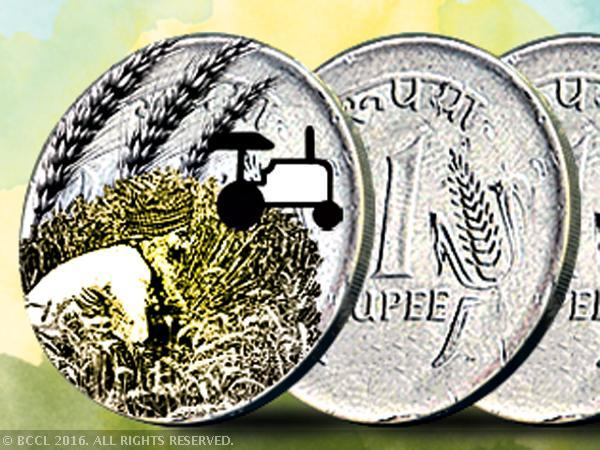 रुपया
1
UPEE
© BCCL 2016. ALL RIGHTS RESERVED.